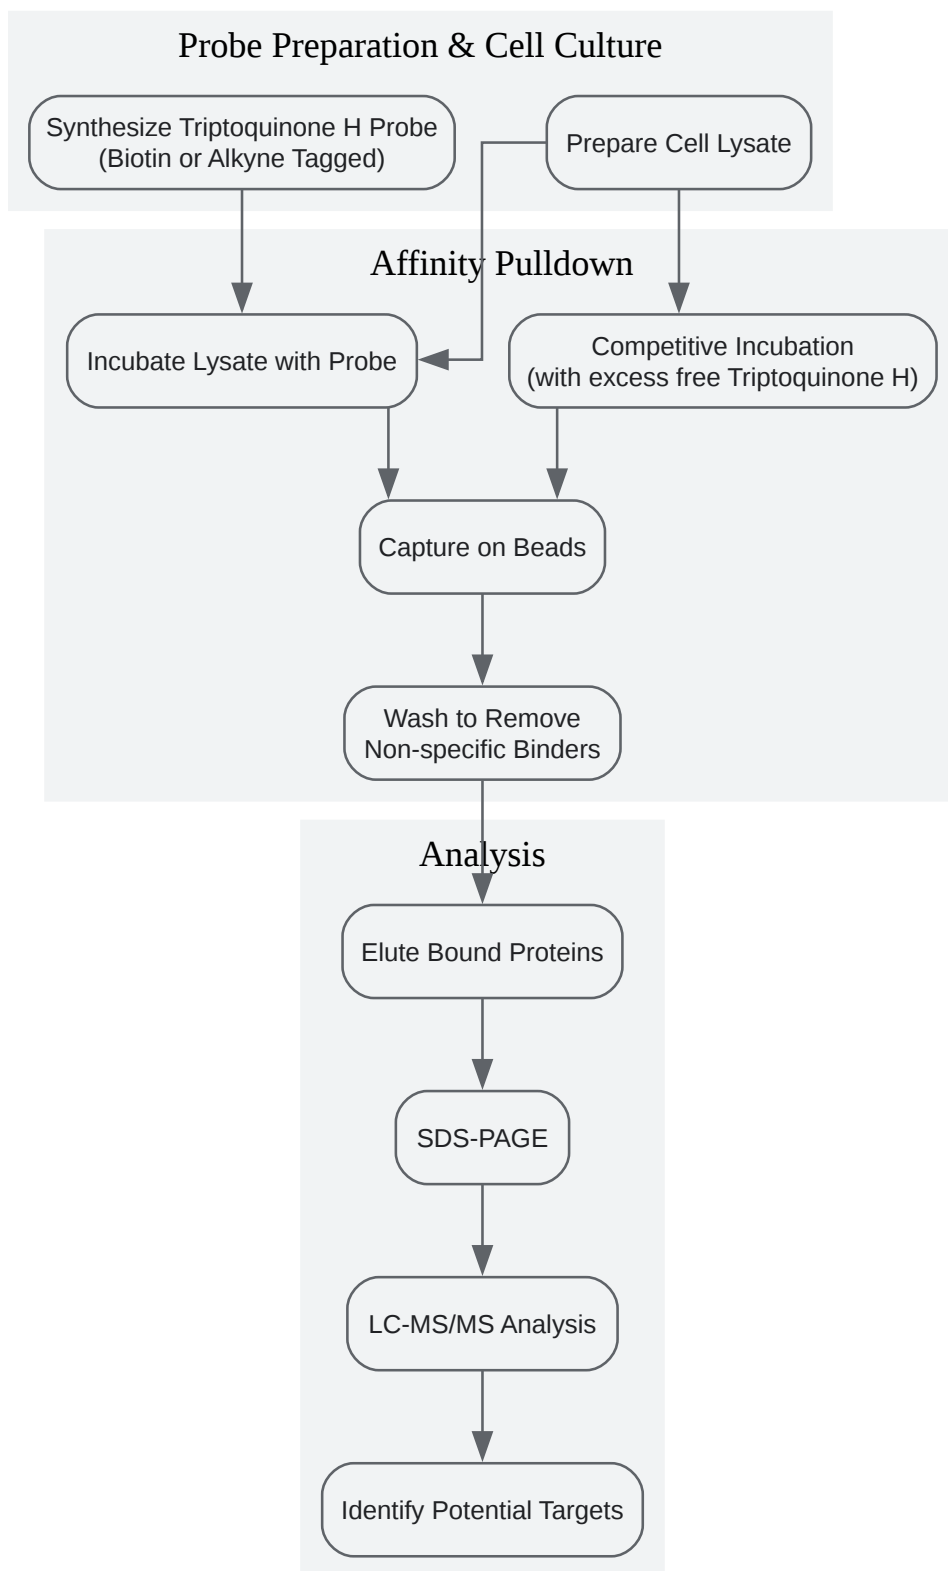 Probe Preparation & Cell Culture
Synthesize Triptoquinone H Probe
(Biotin or Alkyne Tagged)
Prepare Cell Lysate
Affinity Pulldown
Incubate Lysate with Probe
Competitive Incubation
(with excess free Triptoquinone H)
Capture on Beads
Wash to Remove
Non-specific Binders
Analysis
Elute Bound Proteins
SDS-PAGE
LC-MS/MS Analysis
Identify Potential Targets